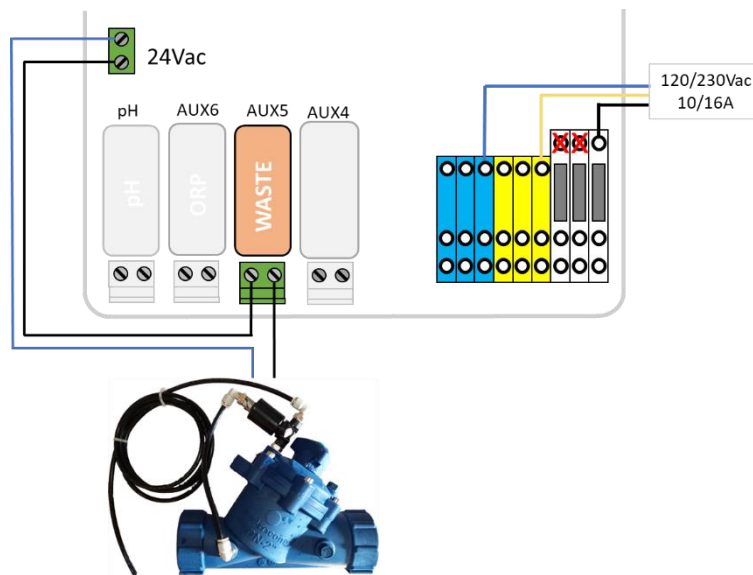 24Vac
120/230Vac
10/16A
pH AUX6 AUX5 AUX4
pH
ORP
WASTE